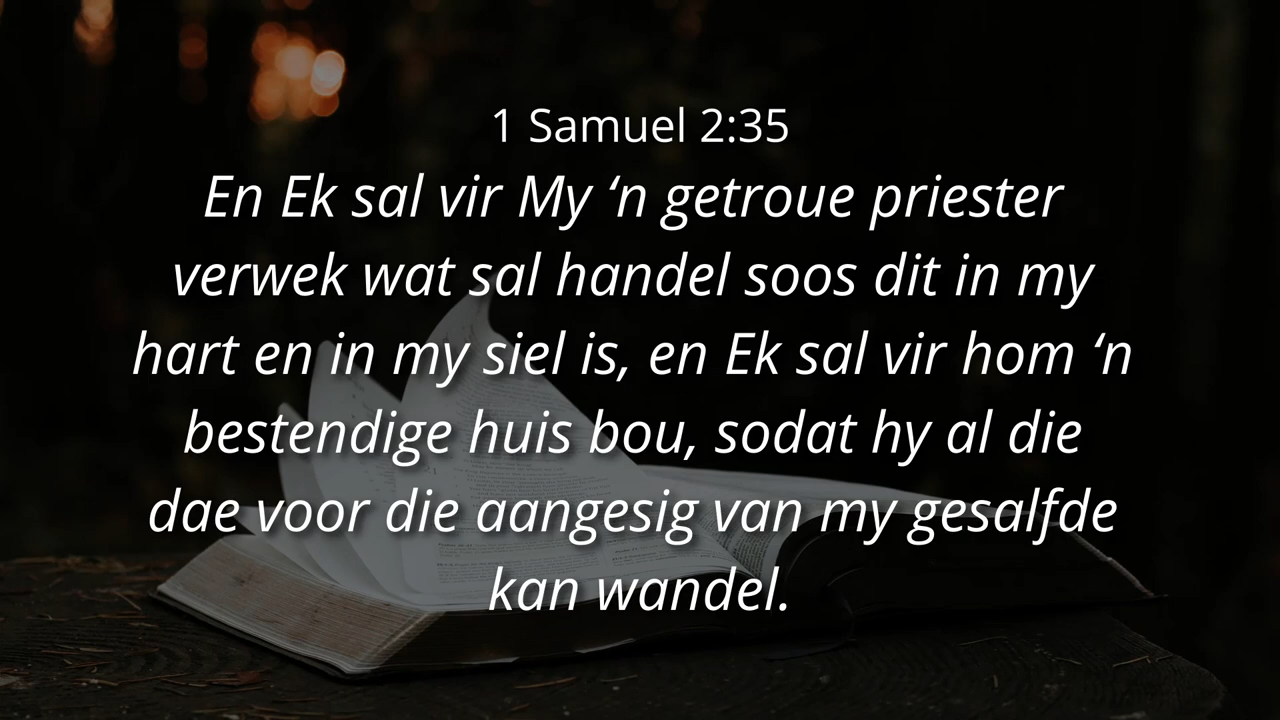 1 Samuel 2:35
En Ek sal vir My ‘n getroue priester
verwek wat sal handel soos dit in my
hart en in my siel is, en Ek sal vir hom ‘n
bestendige huis bou, sodat hy al die
dae voor die aangesig van my gesalfde
kan wandel.